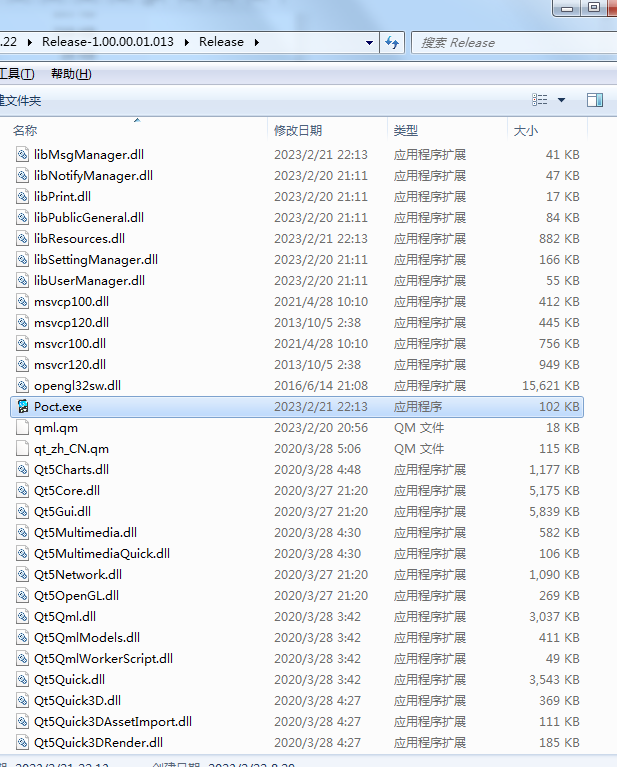 .22 Release-1.00.00.01.013 Release 搜索 Release
工具(T) 帮助(H)
建文件夹
名称 修改日期 类型 大小
libMsgManager.dll 2023/2/21 22:13 应用程序扩展 41 KB
libNotifyManager.dll 2023/2/20 21:11 应用程序扩展 47 KB
libPrint.dll 2023/2/20 21:11 应用程序扩展 17 KB
libPublicGeneral.dll 2023/2/20 21:11 应用程序扩展 84 KB
libResources.dll 2023/2/21 22:13 应用程序扩展 882 KB
libSettingManager.dll 2023/2/20 21:11 应用程序扩展 166 KB
libUserManager.dll 2023/2/20 21:11 应用程序扩展 55 KB
msvcp100.dll 2021/4/28 10:10 应用程序扩展 412 KB
msvcp120.dll 2013/10/5 2:38 应用程序扩展 445 KB
msvcr100.dll 2021/4/28 10:10 应用程序扩展 756 KB
msvcr120.dll 2013/10/5 2:38 应用程序扩展 949 KB
opengl32sw.dll 2016/6/14 21:08 应用程序扩展 15,621 KB
Poct.exe 2023/2/21 22:13 应用程序 102 KB
qml.qm 2023/2/20 20:56 QM 文件 18 KB
qt_zh_CN.qm 2020/3/28 5:06 QM 文件 115 KB
Qt5Charts.dll 2020/3/28 4:48 应用程序扩展 1,177 KB
Qt5Core.dll 2020/3/27 21:20 应用程序扩展 5,175 KB
Qt5Gui.dll 2020/3/27 21:20 应用程序扩展 5,839 KB
Qt5Multimedia.dll 2020/3/28 4:30 应用程序扩展 582 KB
Qt5MultimediaQuick.dll 2020/3/28 4:30 应用程序扩展 106 KB
Qt5Network.dll 2020/3/27 21:20 应用程序扩展 1,090 KB
Qt5OpenGL.dll 2020/3/27 21:20 应用程序扩展 269 KB
Qt5Qml.dll 2020/3/28 3:42 应用程序扩展 3,037 KB
Qt5QmlModels.dll 2020/3/28 3:42 应用程序扩展 411 KB
Qt5QmlWorkerScript.dll 2020/3/28 3:42 应用程序扩展 49 KB
Qt5Quick.dll 2020/3/28 3:42 应用程序扩展 3,543 KB
Qt5Quick3D.dll 2020/3/28 4:27 应用程序扩展 369 KB
Qt5Quick3DAssetImport.dll 2020/3/28 4:27 应用程序扩展 111 KB
Qt5Quick3DRender.dll 2020/3/28 4:27 应用程序扩展 185 KB